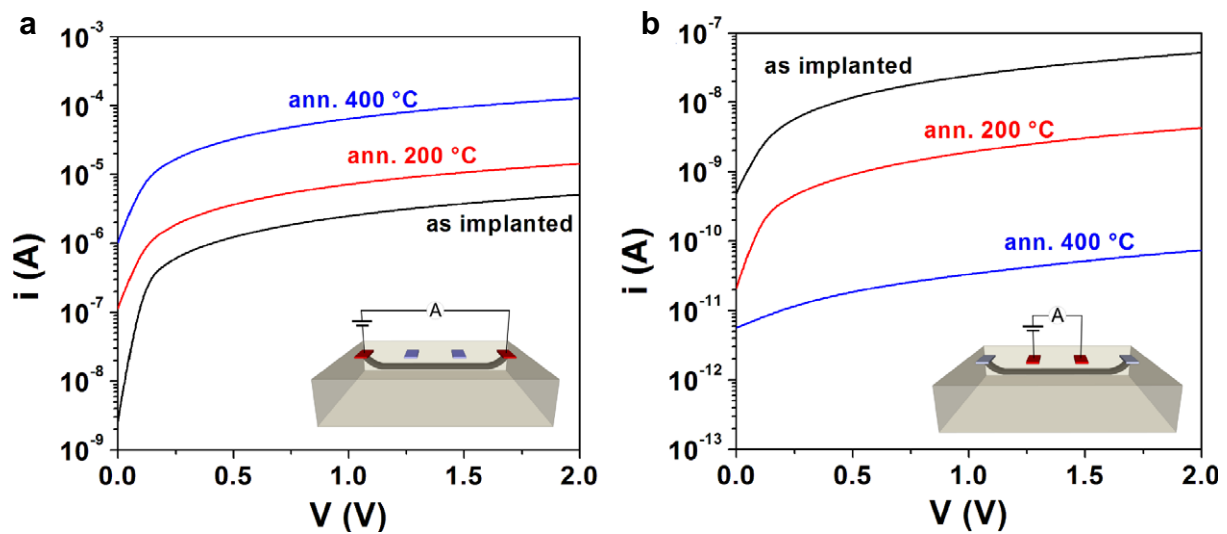 a
10⁻³
10⁻⁴
10⁻⁵
10⁻⁶
10⁻⁷
10⁻⁸
10⁻⁹
i (A)
ann. 400 °C
ann. 200 °C
as implanted
A
0.0 0.5 1.0 1.5 2.0
V (V)
b
10⁻⁷
10⁻⁸
10⁻⁹
10⁻¹⁰
10⁻¹¹
10⁻¹²
10⁻¹³
i (A)
as implanted
ann. 200 °C
ann. 400 °C
A
0.0 0.5 1.0 1.5 2.0
V (V)